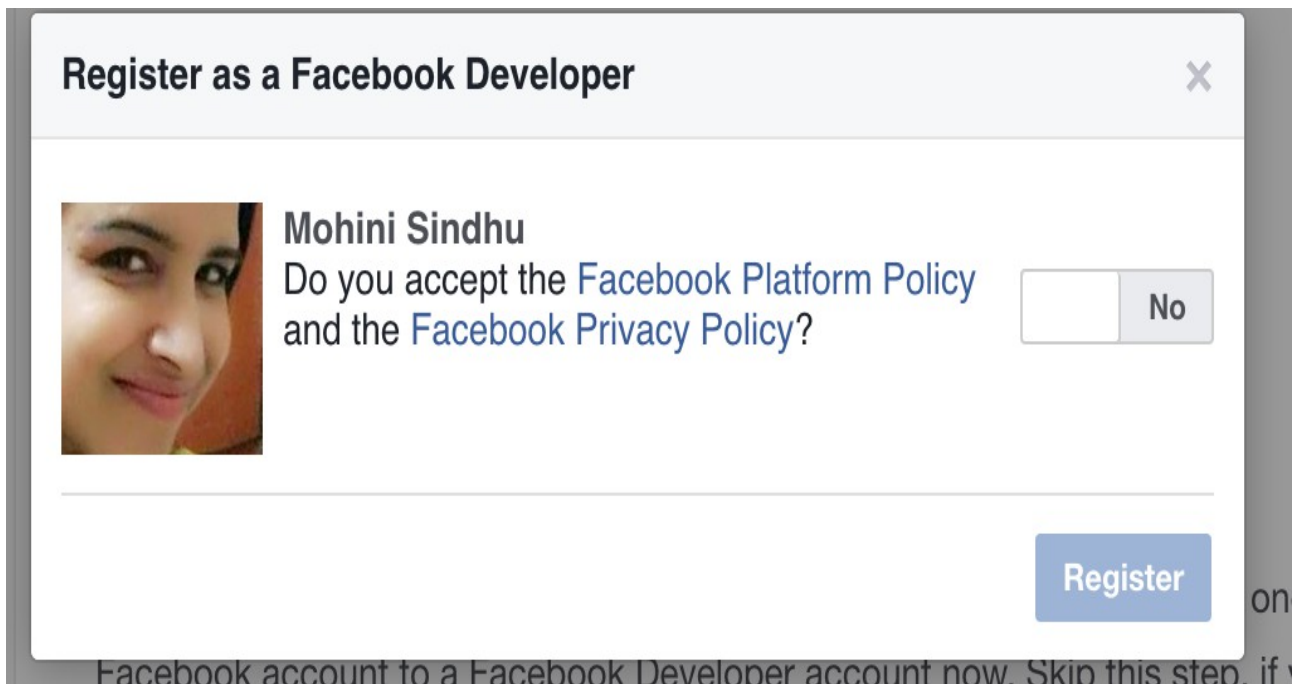 Register as a Facebook Developer
×
Mohini Sindhu
Do you accept the Facebook Platform Policy
and the Facebook Privacy Policy?
No
Register
Facebook account to a Facebook Developer account now. Skip this step, if